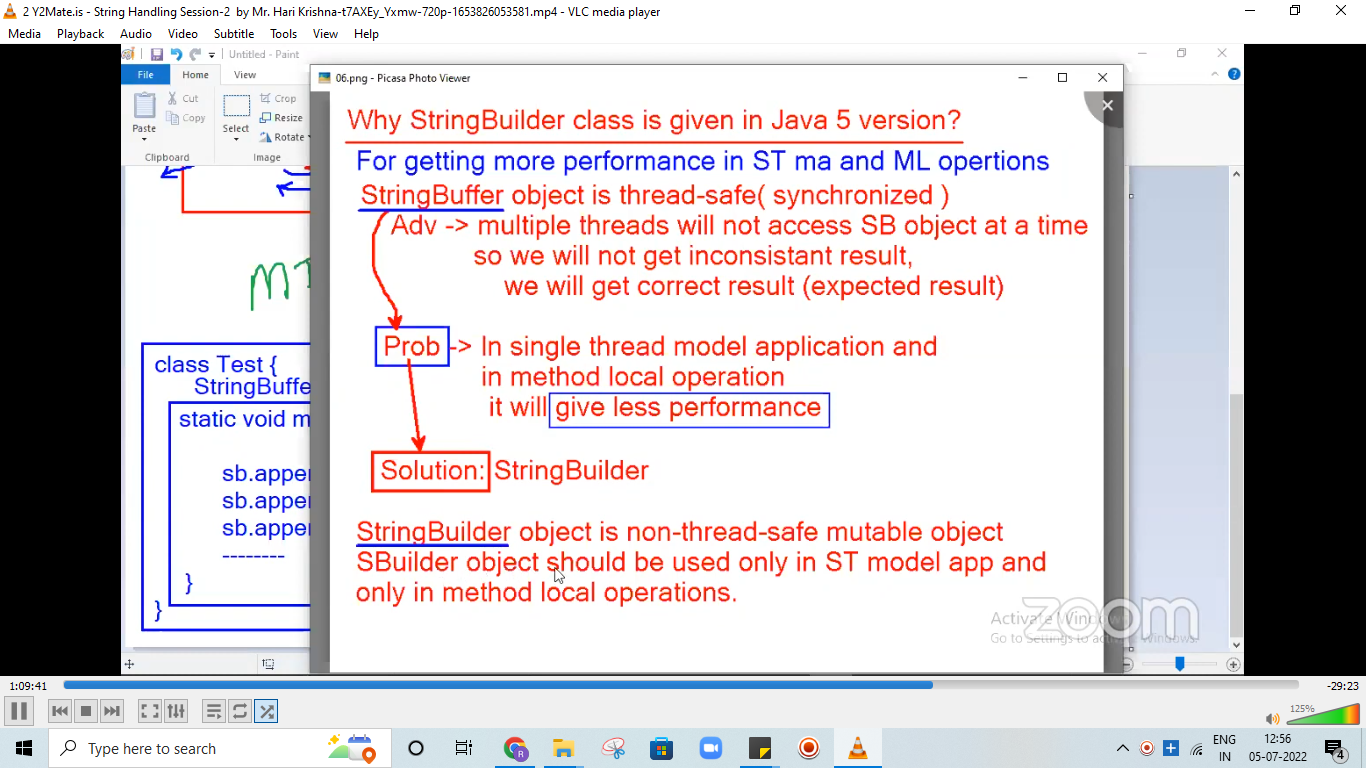 2 Y2Mate.is - String Handling Session-2 by Mr. Hari Krishna-t7AXEy_Yxmw-720p-1653826053581.mp4 - VLC media player
Media Playback Audio Video Subtitle Tools View Help
Untitled - Paint
File Home View
Cut
Copy
Paste
Clipboard
Crop
Resize
Rotate
Select
Image
06.png - Picasa Photo Viewer
Why StringBuilder class is given in Java 5 version?
For getting more performance in ST ma and ML opertions
StringBuffer object is thread-safe( synchronized )
Adv -> multiple threads will not access SB object at a time
so we will not get inconsistant result,
we will get correct result (expected result)
Prob -> In single thread model application and
in method local operation
it will give less performance
Solution: StringBuilder
StringBuilder object is non-thread-safe mutable object
SBuilder object should be used only in ST model app and
only in method local operations.
class Test {
StringBuffe
static void m
sb.appe
sb.appe
sb.appe
--------
}
}
zoom
Activate Windows
Go to Settings to activate Windows.
1:09:41
-29:23
125%
Type here to search
ENG
IN
12:56
05-07-2022
4